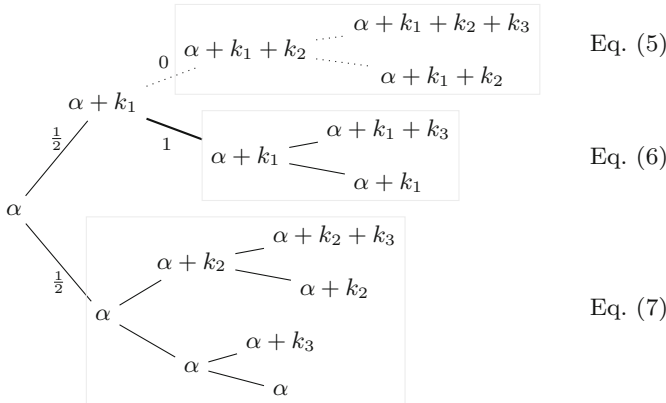 α + k₁ + k₂ + k₃
Eq. (5)
α + k₁ + k₂
0
α + k₁ + k₂
α + k₁
α + k₁ + k₃
½
1
α + k₁
Eq. (6)
α + k₁
α
α + k₂ + k₃
α + k₂
½
α + k₂
Eq. (7)
α
α + k₃
α
α